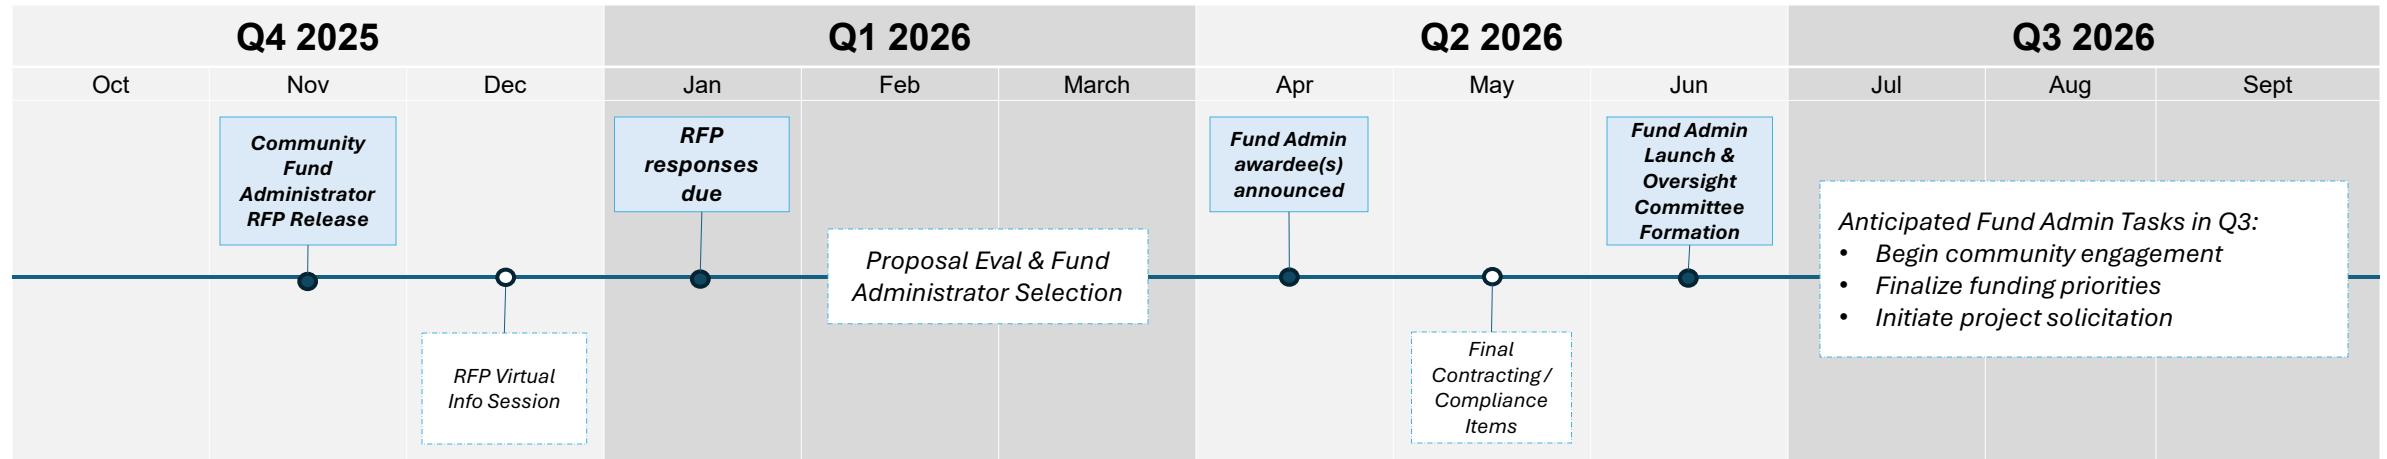 Q4 2025
Q1 2026
Q2 2026
Q3 2026
Oct
Nov
Dec
Jan
Feb
March
Apr
May
Jun
Jul
Aug
Sept
Community
Fund
Administrator
RFP Release
RFP Virtual
Info Session
RFP
responses
due
Proposal Eval & Fund
Administrator Selection
Fund Admin
awardee(s)
announced
Final
Contracting/
Compliance
Items
Fund Admin
Launch &
Oversight
Committee
Formation
Anticipated Fund Admin Tasks in Q3:
• Begin community engagement
• Finalize funding priorities
• Initiate project solicitation